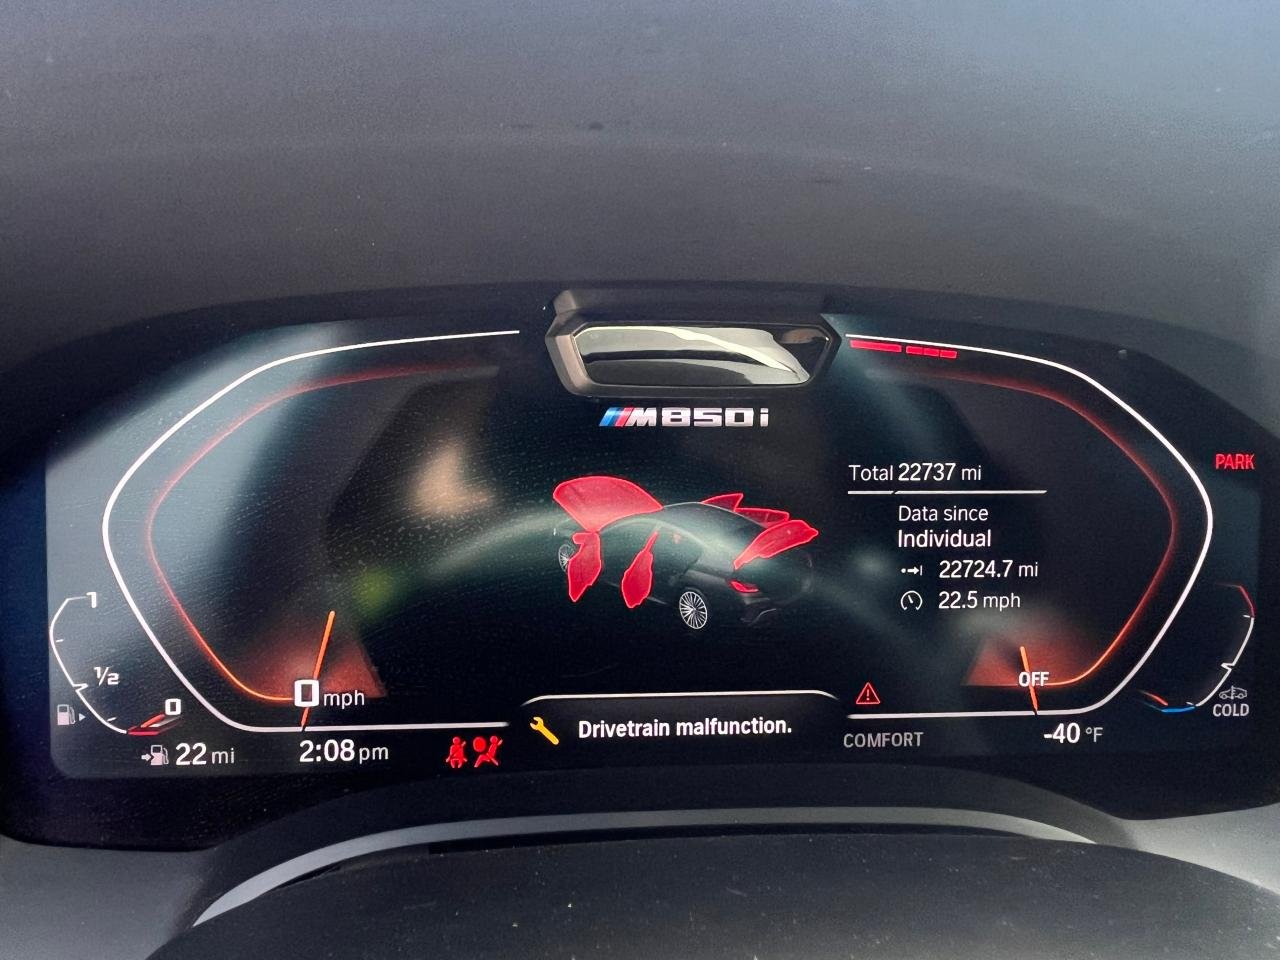 M850i
Total 22737 mi
PARK
Data since
Individual
22724.7 mi
22.5 mph
1
1/2
0
0 mph
OFF
COLD
Drivetrain malfunction.
22 mi
2:08 pm
COMFORT
-40 °F